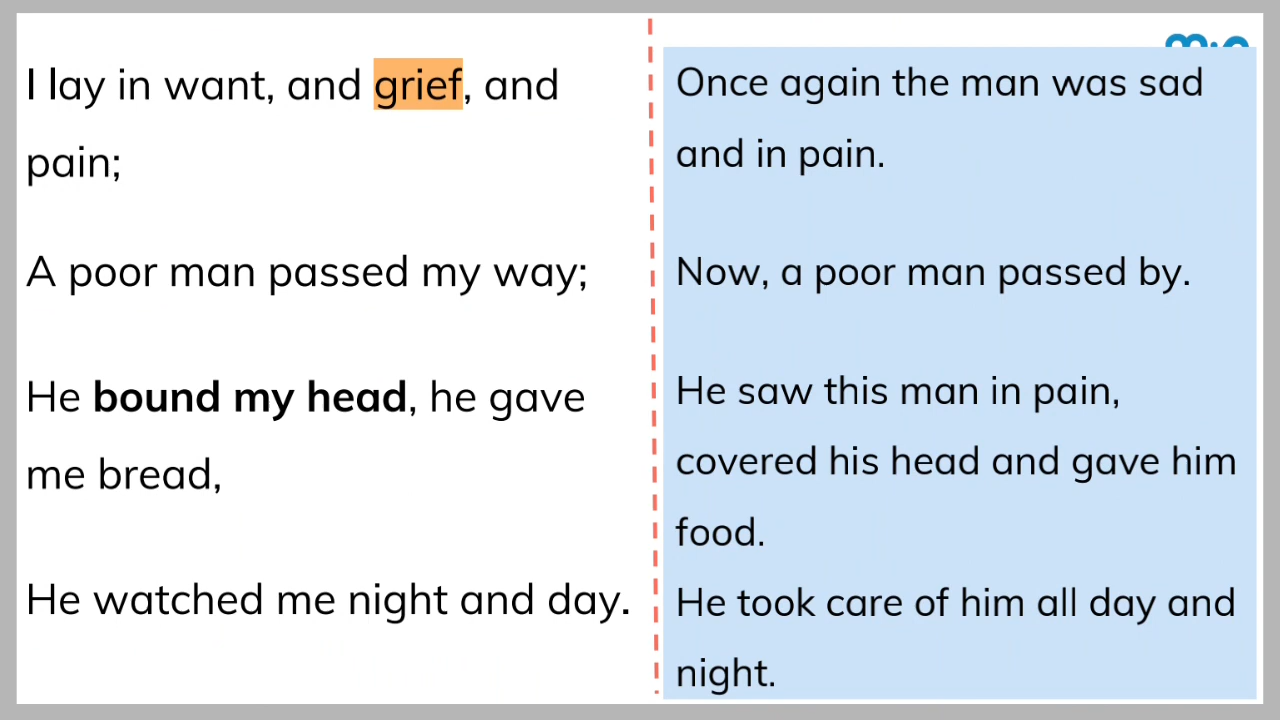 I lay in want, and grief, and
pain;
A poor man passed my way;
He bound my head, he gave
me bread,
He watched me night and day.
Once again the man was sad
and in pain.
Now, a poor man passed by.
He saw this man in pain,
covered his head and gave him
food.
He took care of him all day and
night.